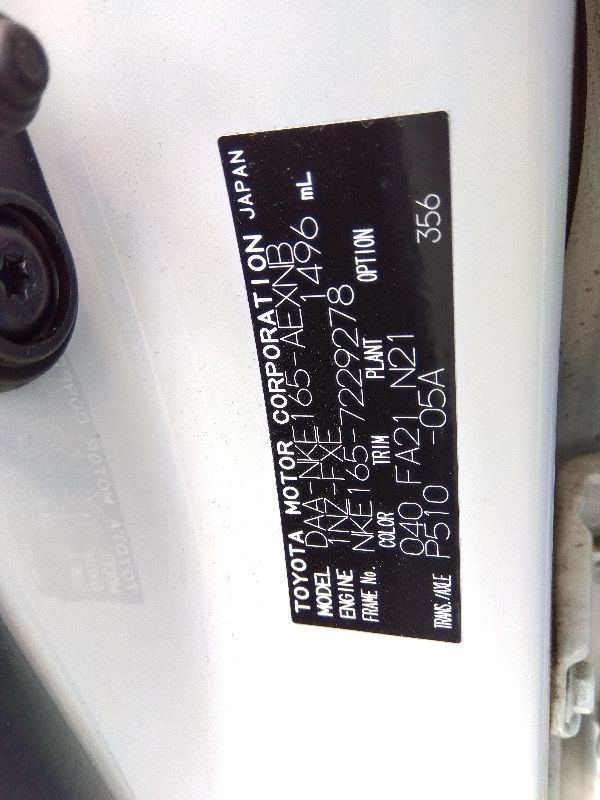 TOYOTA MOTOR CORPORATION JAPAN
MODEL DAA-NKE165-AEXNB
ENGINE 1NZ-FXE 1496 mL
FRAME No. NKE165-7229278
COLOR TRIM PLANT OPTION
040 FA21 N21
TRANS./AXLE P510 -05A 356